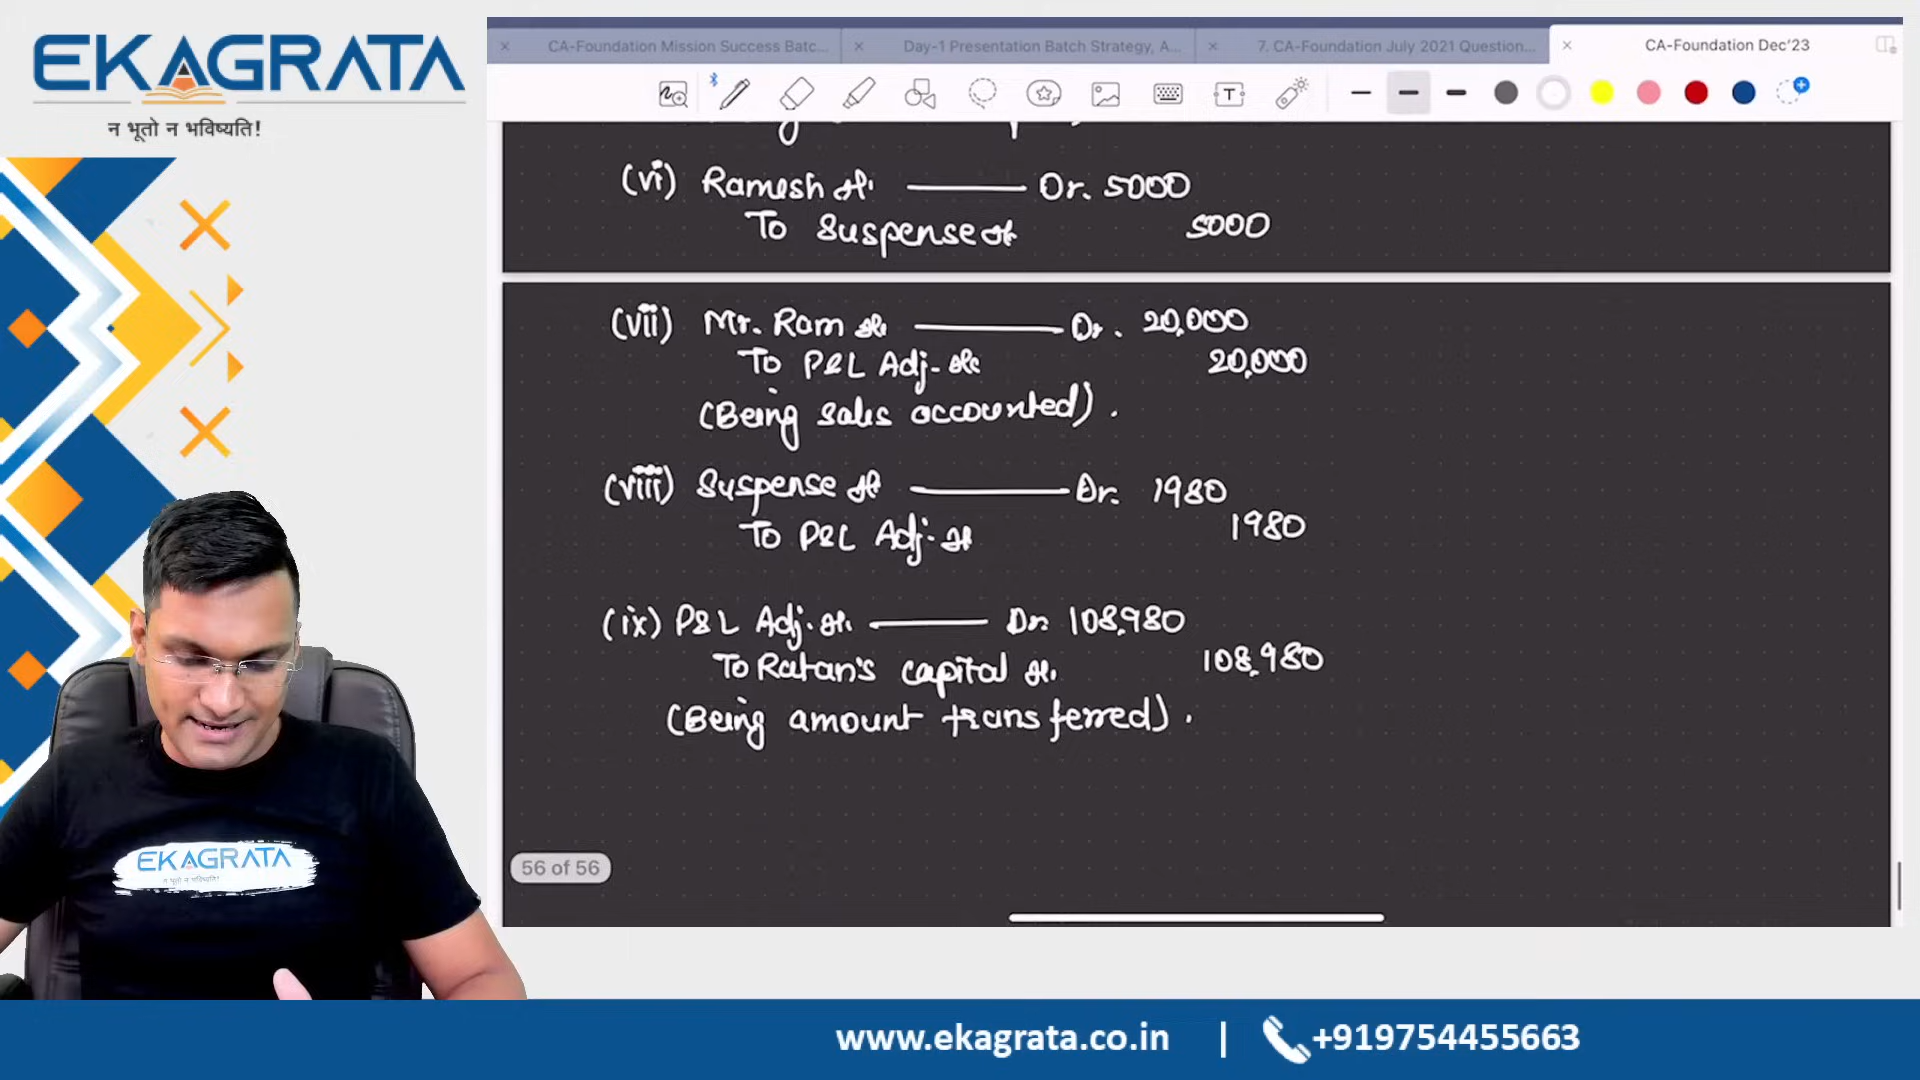 EKAGRATA
न भूतो न भविष्यति!
CA-Foundation Mission Success Batc...
Day-1 Presentation Batch Strategy, A...
7. CA-Foundation July 2021 Question...
CA-Foundation Dec'23
T
(vi) Ramesh a/c. Dr. 5000
To Suspense a/c 5000
(vii) Mr. Ram a/c Dr. 20,000
To P&L Adj. a/c 20,000
(Being sales accounted).
(viii) Suspense a/c Dr. 1980
To P&L Adj. a/c 1980
(ix) P&L Adj. a/c. Dr. 108,980
To Ratan's capital a/c. 108,980
(Being amount transferred).
56 of 56
EKAGRATA
न भूतो न भविष्यति!
www.ekagrata.co.in | +919754455663